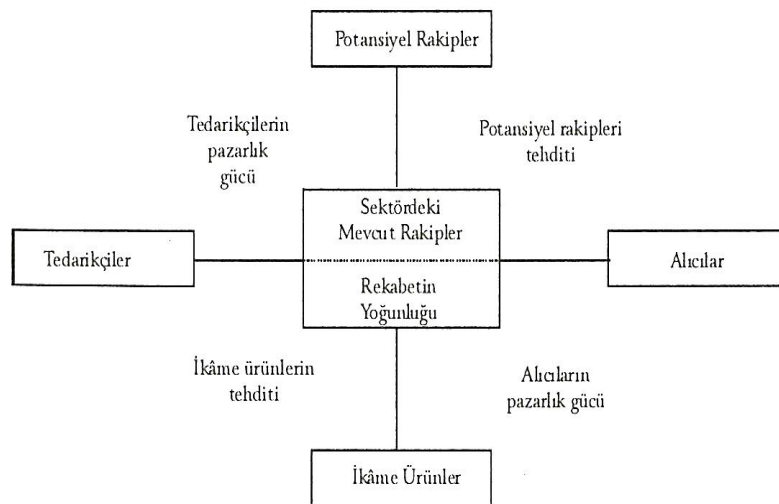 Potansiyel Rakipler
Tedarikçilerin
pazarlık
gücü
Potansiyel rakipleri
tehditi
Sektördeki
Mevcut Rakipler
Tedarikçiler
Alıcılar
Rekabetin
Yoğunluğu
İkâme ürünlerin
tehditi
Alıcıların
pazarlık gücü
İkâme Ürünler